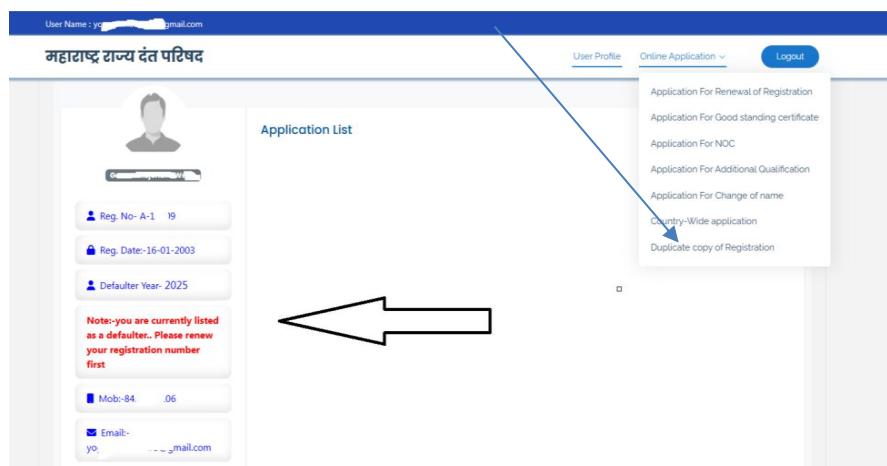 User Name : yo gmail.com
महाराष्ट्र राज्य दंत परिषद
User Profile
Online Application
Logout
Application For Renewal of Registration
Application For Good standing certificate
Application For NOC
Application For Additional Qualification
Application For Change of name
Country-Wide application
Duplicate copy of Registration
Application List
Reg. No- A-1 9
Reg. Date:-16-01-2003
Defaulter Year- 2025
Note:-you are currently listed
as a defaulter.. Please renew
your registration number
first
Mob:-84. .06
Email:-
yo gmail.com